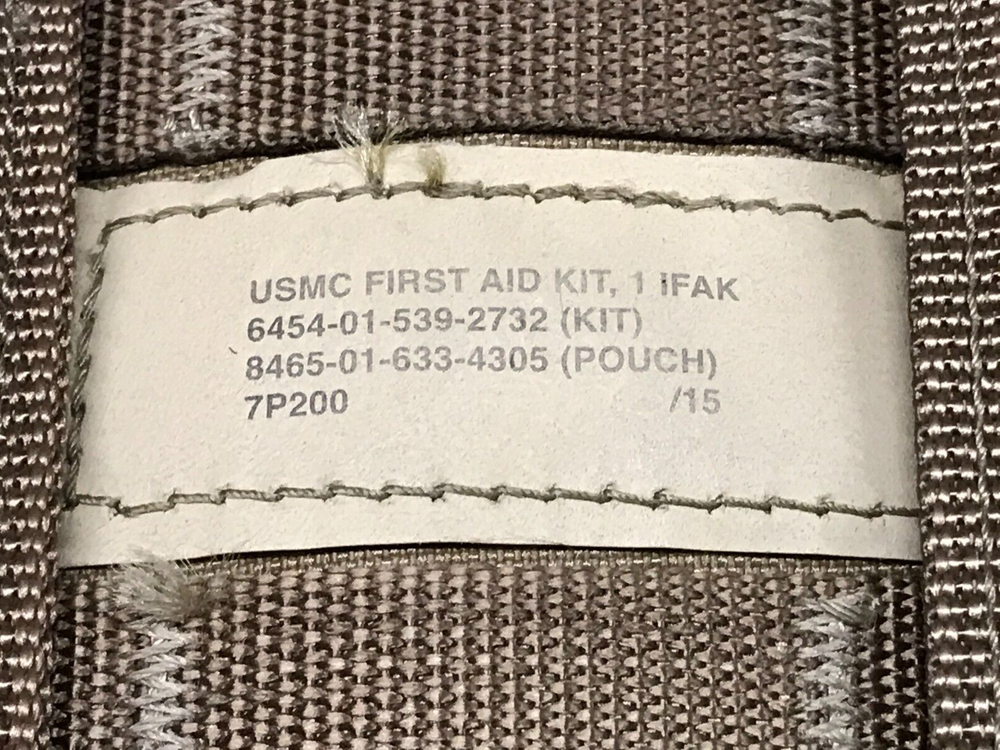 USMC FIRST AID KIT, 1 IFAK
6454-01-539-2732 (KIT)
8465-01-633-4305 (POUCH)
7P200 /15